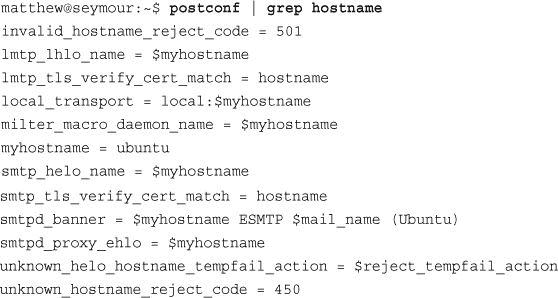 matthew@seymour:~$ postconf | grep hostname
invalid_hostname_reject_code = 501
lmtp_lhlo_name = $myhostname
lmtp_tls_verify_cert_match = hostname
local_transport = local:$myhostname
milter_macro_daemon_name = $myhostname
myhostname = ubuntu
smtp_helo_name = $myhostname
smtp_tls_verify_cert_match = hostname
smtpd_banner = $myhostname ESMTP $mail_name (Ubuntu)
smtpd_proxy_ehlo = $myhostname
unknown_helo_hostname_tempfail_action = $reject_tempfail_action
unknown_hostname_reject_code = 450